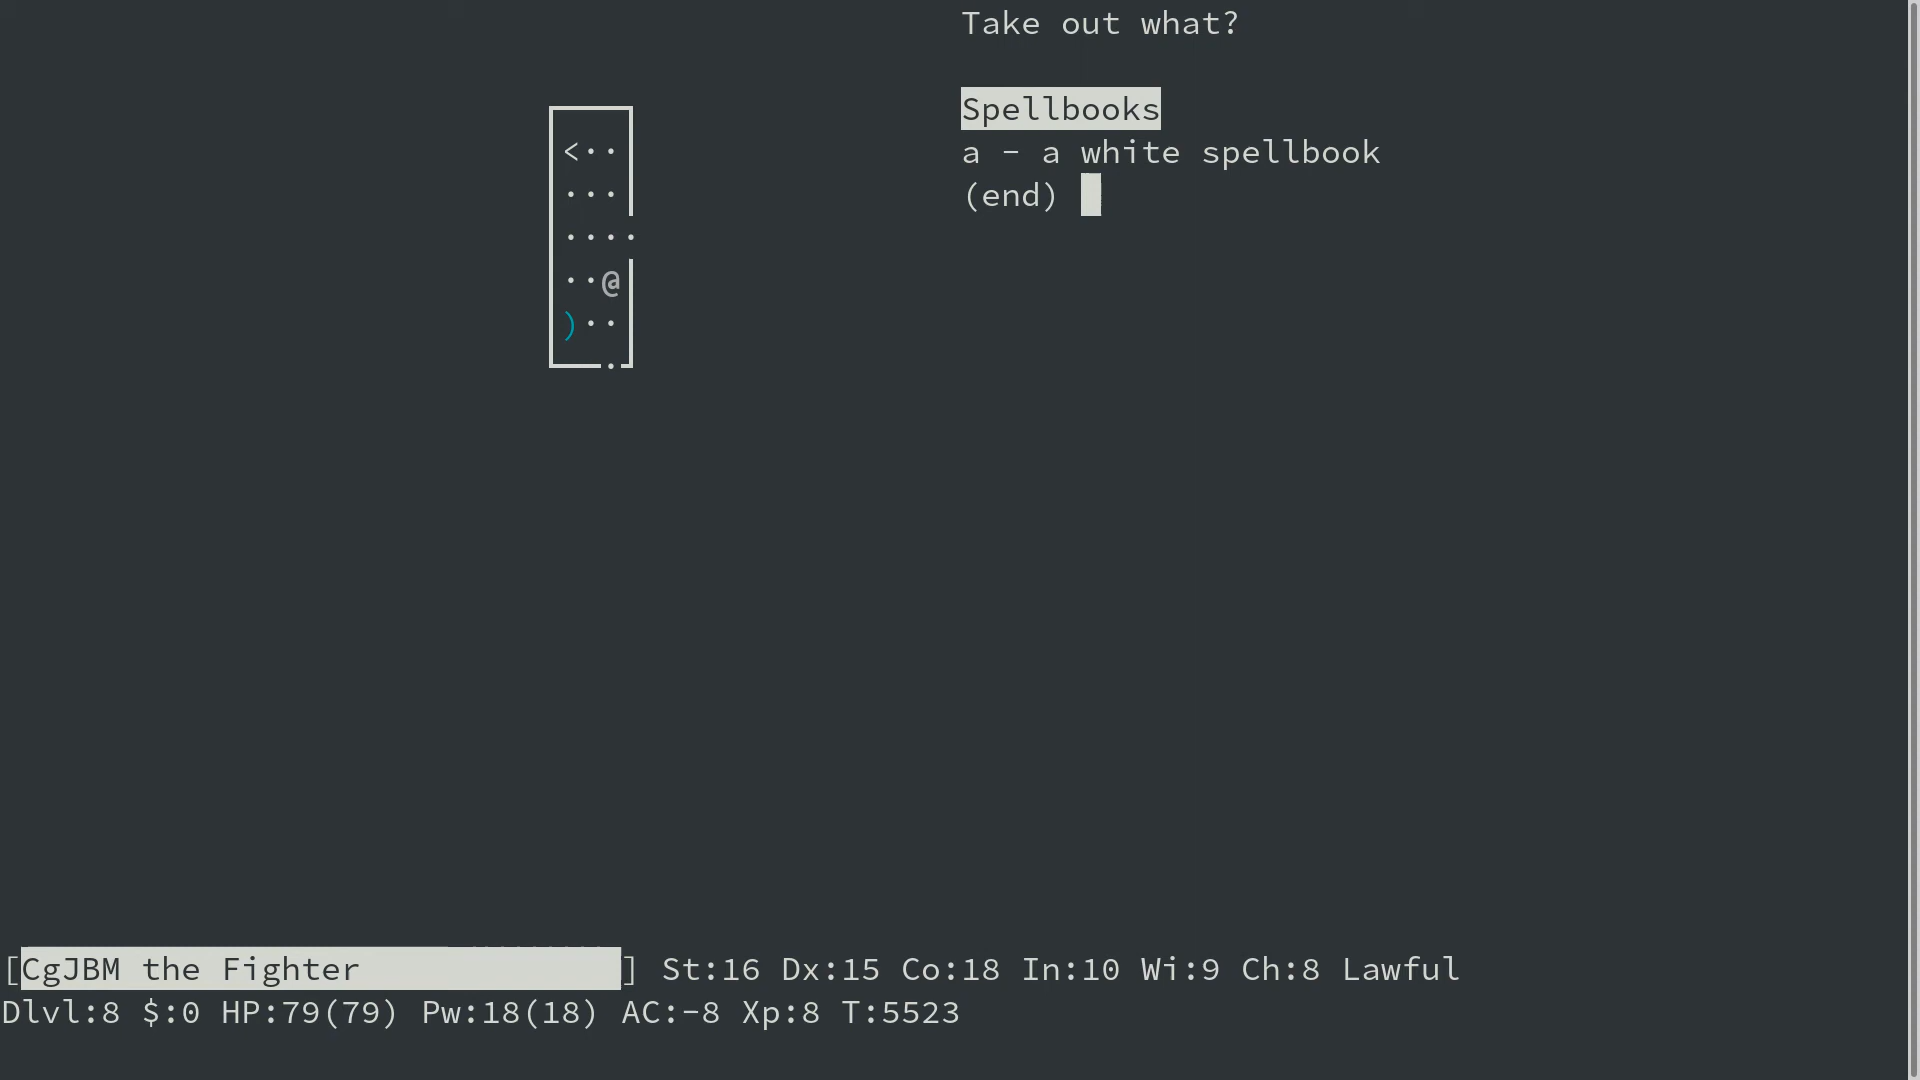 Take out what?
Spellbooks
<··
a - a white spellbook
···
(end)
····
··@
)··
·
[CgJBM the Fighter] St:16 Dx:15 Co:18 In:10 Wi:9 Ch:8 Lawful
Dlvl:8 $:0 HP:79(79) Pw:18(18) AC:-8 Xp:8 T:5523